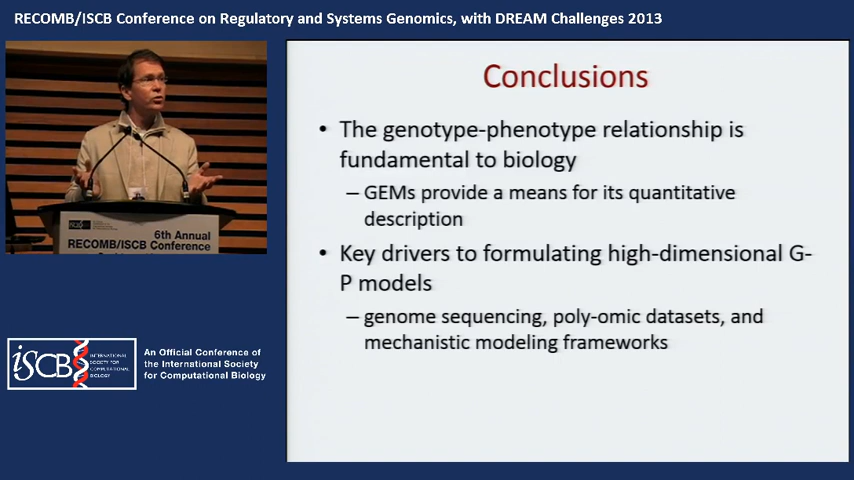 RECOMB/ISCB Conference on Regulatory and Systems Genomics, with DREAM Challenges 2013
6th Annual
RECOMB/ISCB Conference
iSCB
INTERNATIONAL
SOCIETY FOR
COMPUTATIONAL
BIOLOGY
An Official Conference of
the International Society
for Computational Biology
Conclusions
• The genotype-phenotype relationship is
fundamental to biology
– GEMs provide a means for its quantitative
description
• Key drivers to formulating high-dimensional G-
P models
– genome sequencing, poly-omic datasets, and
mechanistic modeling frameworks